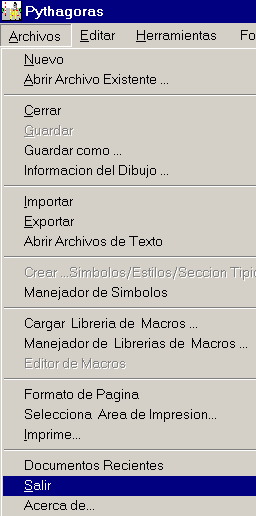 Pythagoras
Archivos Editar Herramientas Fo
Nuevo
Abrir Archivo Existente ...
Cerrar
Guardar
Guardar como ...
Informacion del Dibujo ...
Importar
Exportar
Abrir Archivos de Texto
Crear ...Simbolos/Estilos/Seccion Tipic
Manejador de Simbolos
Cargar Libreria de Macros ...
Manejador de Librerias de Macros ...
Editor de Macros
Formato de Pagina
Selecciona Area de Impresion...
Imprime...
Documentos Recientes
Salir
Acerca de...